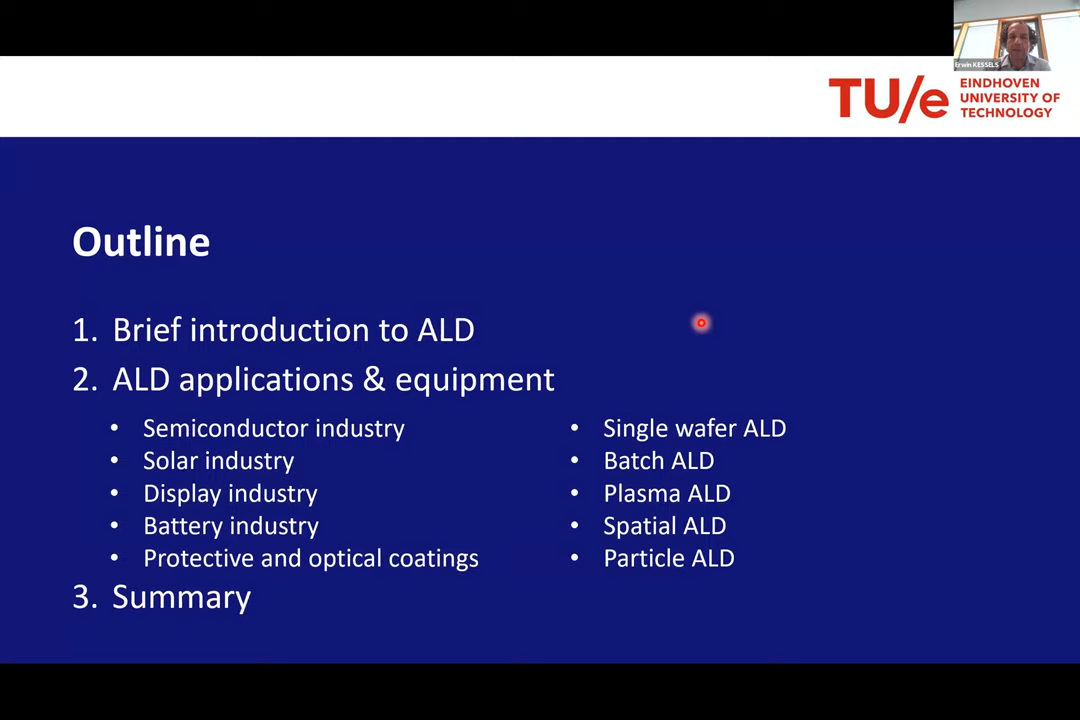 Erwin KESSELS
TU/e
EINDHOVEN
UNIVERSITY OF
TECHNOLOGY
Outline
1. Brief introduction to ALD
2. ALD applications & equipment
• Semiconductor industry
• Solar industry
• Display industry
• Battery industry
• Protective and optical coatings
• Single wafer ALD
• Batch ALD
• Plasma ALD
• Spatial ALD
• Particle ALD
3. Summary